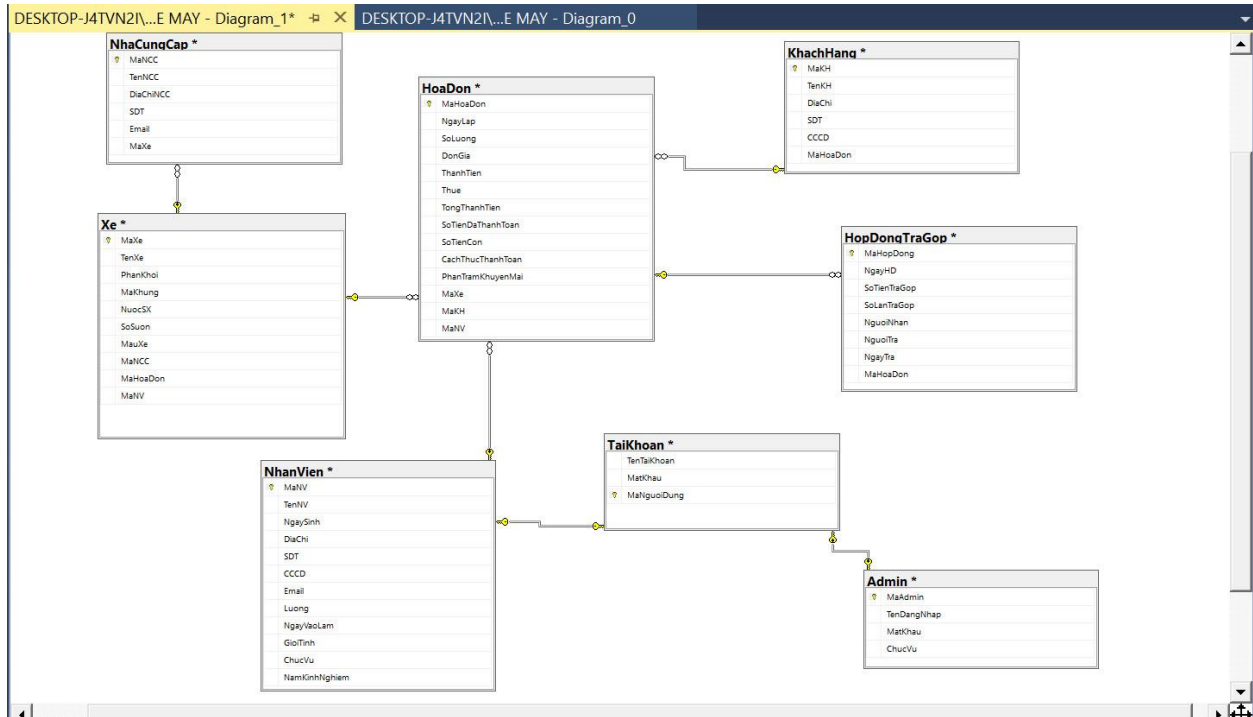 DESKTOP-J4TVN2I\...E MAY - Diagram_1*
DESKTOP-J4TVN2I\...E MAY - Diagram_0
NhaCungCap *
MaNCC
TenNCC
DiaChiNCC
SDT
Email
MaXe
HoaDon *
MaHoaDon
NgayLap
SoLuong
DonGia
ThanhTien
Thue
TongThanhTien
SoTienDaThanhToan
SoTienCon
CachThucThanhToan
PhanTramKhuyenMai
MaXe
MaKH
MaNV
KhachHang *
MaKH
TenKH
DiaChi
SDT
CCCD
MaHoaDon
Xe *
MaXe
TenXe
PhanKhoi
MaKhung
NuocSX
SoSuon
MauXe
MaNCC
MaHoaDon
MaNV
HopDongTraGop *
MaHopDong
NgayHD
SoTienTraGop
SoLanTraGop
NguoiNhan
NguoiTra
NgayTra
MaHoaDon
NhanVien *
MaNV
TenNV
NgaySinh
DiaChi
SDT
CCCD
Email
Luong
NgayVaoLam
GioiTinh
ChucVu
NamKinhNghiem
TaiKhoan *
TenTaiKhoan
MatKhau
MaNguoiDung
Admin *
MaAdmin
TenDangNhap
MatKhau
ChucVu